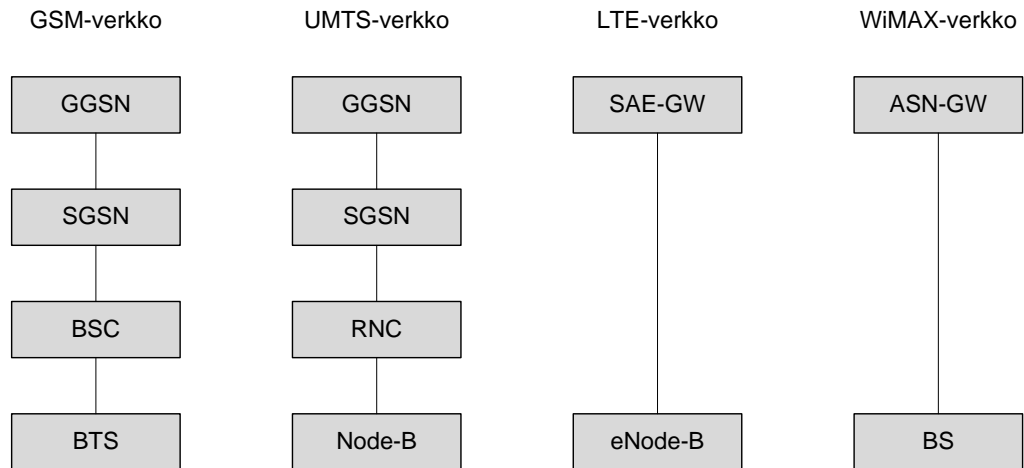 GSM-verkko
UMTS-verkko
LTE-verkko
WiMAX-verkko
GGSN
GGSN
SAE-GW
ASN-GW
SGSN
SGSN
BSC
RNC
BTS
Node-B
eNode-B
BS